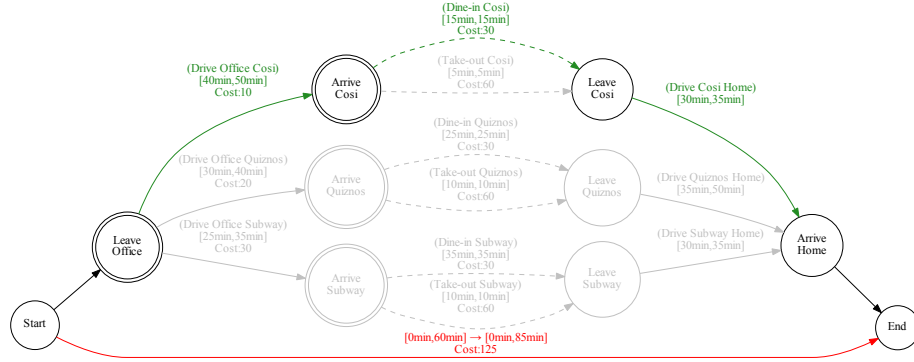 (Dine-in Cosi)
[15min,15min]
Cost:30
(Drive Office Cosi)
[40min,50min]
Cost:10
Arrive
Cosi
(Take-out Cosi)
[5min,5min]
Cost:60
Leave
Cosi
(Drive Cosi Home)
[30min,35min]
(Dine-in Quiznos)
[25min,25min]
Cost:30
(Drive Office Quiznos)
[30min,40min]
Cost:20
Arrive
Quiznos
(Take-out Quiznos)
[10min,10min]
Cost:60
Leave
Quiznos
(Drive Quiznos Home)
[35min,50min]
Leave
Office
(Drive Office Subway)
[25min,35min]
Cost:30
(Dine-in Subway)
[35min,35min]
Cost:30
(Drive Subway Home)
[30min,35min]
Arrive
Home
Arrive
Subway
(Take-out Subway)
[10min,10min]
Cost:60
Leave
Subway
Start
[0min,60min] → [0min,85min]
Cost:125
End